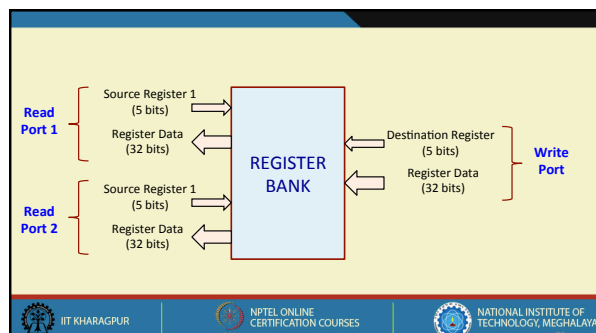 Read
Port 1
Source Register 1
(5 bits)
Register Data
(32 bits)
Read
Port 2
Source Register 1
(5 bits)
Register Data
(32 bits)
REGISTER
BANK
Destination Register
(5 bits)
Register Data
(32 bits)
Write
Port
IIT KHARAGPUR
NPTEL ONLINE
CERTIFICATION COURSES
NATIONAL INSTITUTE OF
TECHNOLOGY, MEGHALAYA